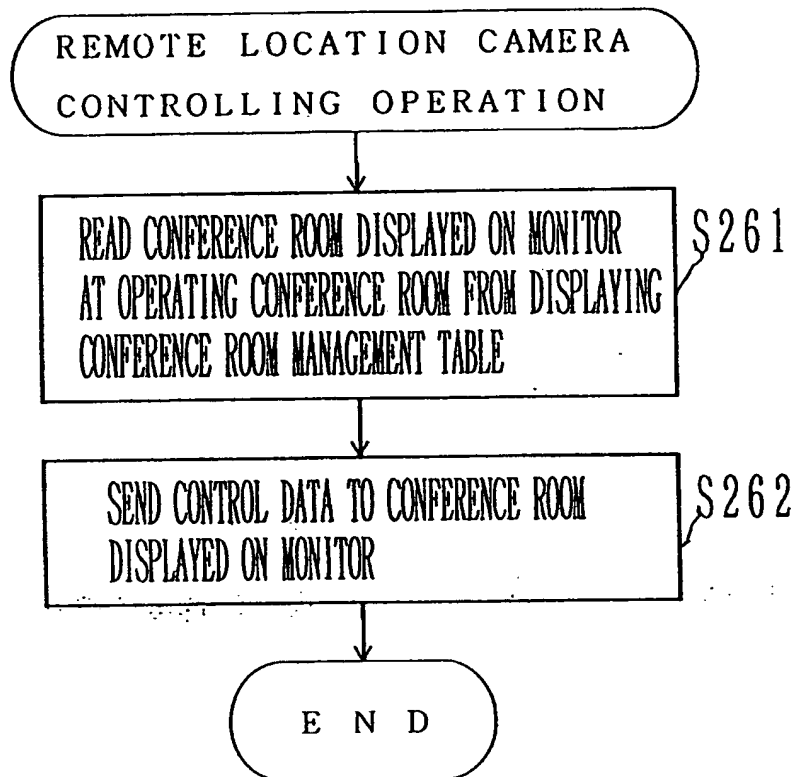 REMOTE LOCATION CAMERA
CONTROLLING OPERATION
READ CONFERENCE ROOM DISPLAYED ON MONITOR
AT OPERATING CONFERENCE ROOM FROM DISPLAYING
CONFERENCE ROOM MANAGEMENT TABLE
S261
SEND CONTROL DATA TO CONFERENCE ROOM
DISPLAYED ON MONITOR
S262
END